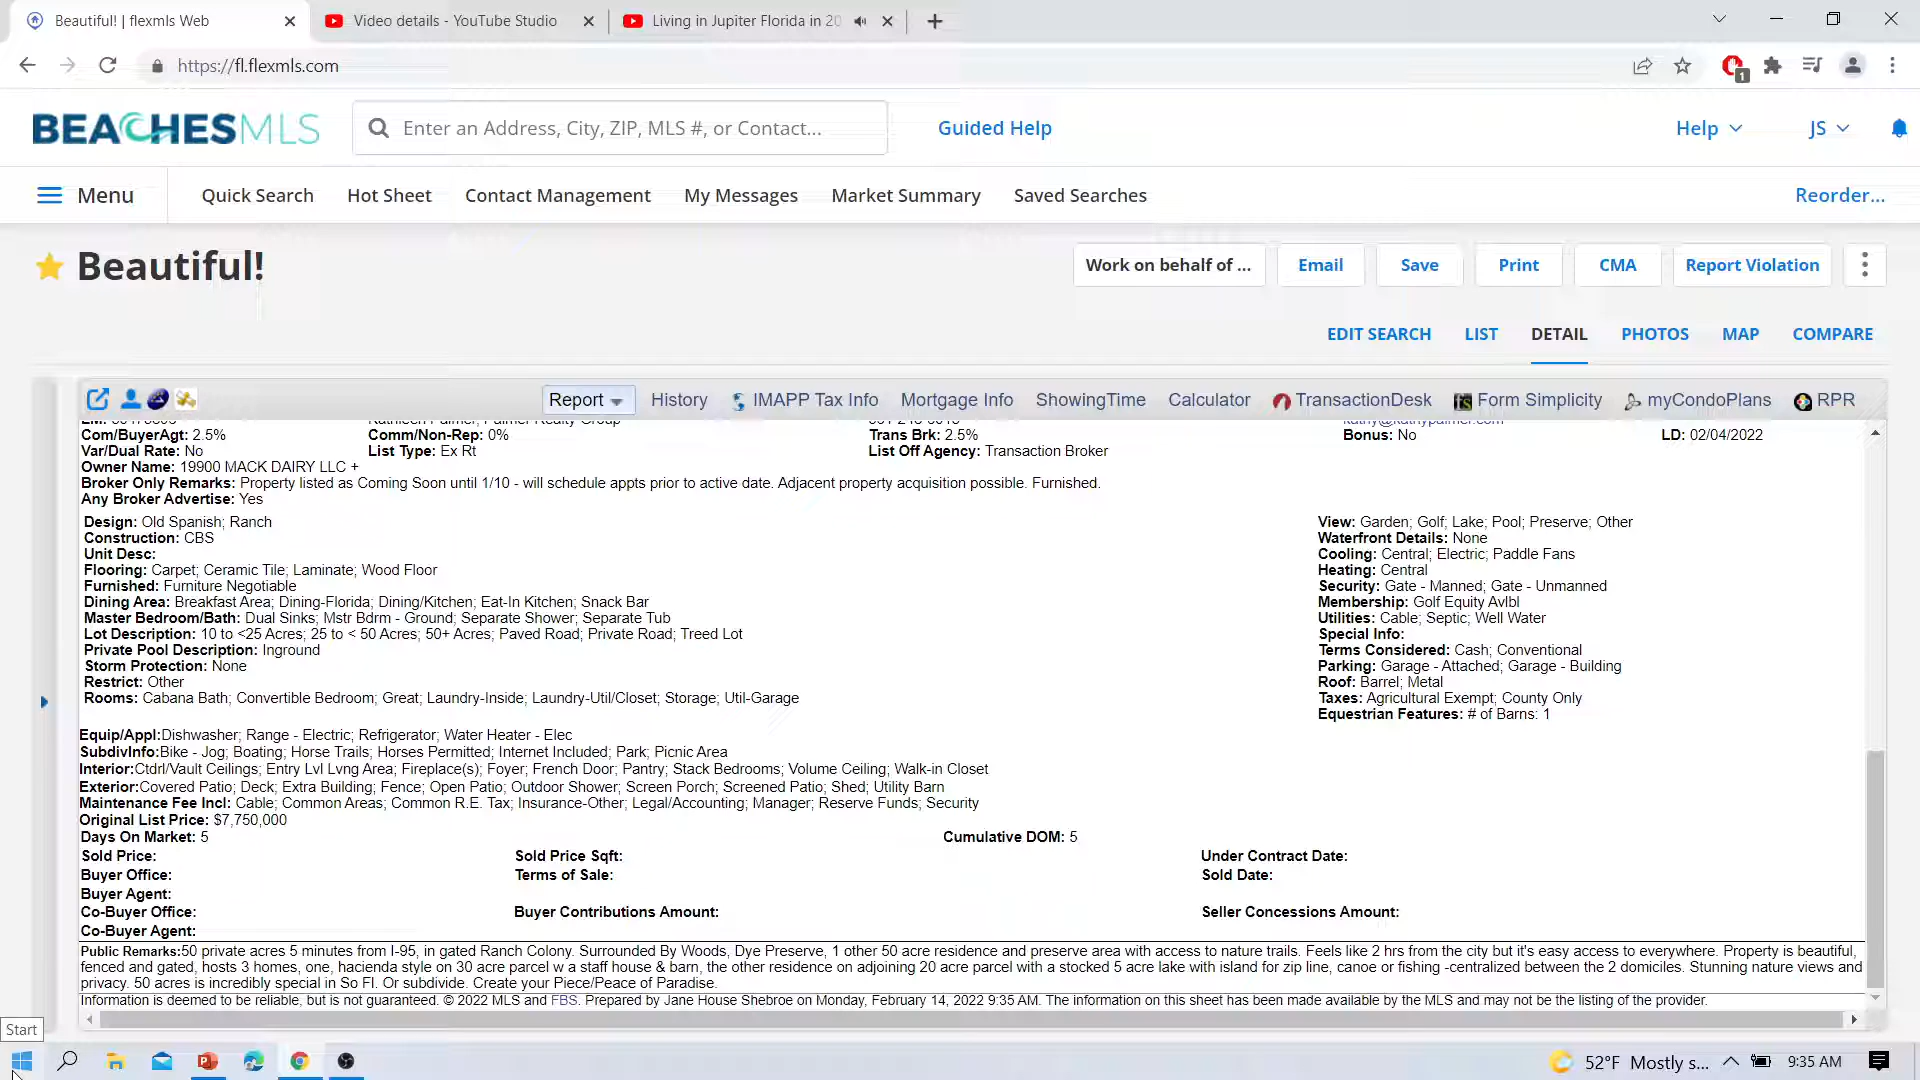 Beautiful! | flexmls Web
Video details - YouTube Studio
Living in Jupiter Florida in 20
https://fl.flexmls.com
1
BEACHESMLS
Enter an Address, City, ZIP, MLS #, or Contact...
Guided Help
Help
JS
Menu
Quick Search
Hot Sheet
Contact Management
My Messages
Market Summary
Saved Searches
Reorder...
Beautiful!
Work on behalf of ...
Email
Save
Print
CMA
Report Violation
EDIT SEARCH
LIST
DETAIL
PHOTOS
MAP
COMPARE
Report
History
IMAPP Tax Info
Mortgage Info
ShowingTime
Calculator
TransactionDesk
Form Simplicity
myCondoPlans
RPR
Com/BuyerAgt: 2.5%
Comm/Non-Rep: 0%
Trans Brk: 2.5%
Bonus: No
LD: 02/04/2022
Var/Dual Rate: No
List Type: Ex Rt
List Off Agency: Transaction Broker
Owner Name: 19900 MACK DAIRY LLC +
Broker Only Remarks: Property listed as Coming Soon until 1/10 - will schedule appts prior to active date. Adjacent property acquisition possible. Furnished.
Any Broker Advertise: Yes
Design: Old Spanish; Ranch
Construction: CBS
Unit Desc:
Flooring: Carpet; Ceramic Tile; Laminate; Wood Floor
Furnished: Furniture Negotiable
Dining Area: Breakfast Area; Dining-Florida; Dining/Kitchen; Eat-In Kitchen; Snack Bar
Master Bedroom/Bath: Dual Sinks; Mstr Bdrm - Ground; Separate Shower; Separate Tub
Lot Description: 10 to <25 Acres; 25 to < 50 Acres; 50+ Acres; Paved Road; Private Road; Treed Lot
Private Pool Description: Inground
Storm Protection: None
Restrict: Other
Rooms: Cabana Bath; Convertible Bedroom; Great; Laundry-Inside; Laundry-Util/Closet; Storage; Util-Garage
View: Garden; Golf; Lake; Pool; Preserve; Other
Waterfront Details: None
Cooling: Central; Electric; Paddle Fans
Heating: Central
Security: Gate - Manned; Gate - Unmanned
Membership: Golf Equity Avlbl
Utilities: Cable; Septic; Well Water
Special Info:
Terms Considered: Cash; Conventional
Parking: Garage - Attached; Garage - Building
Roof: Barrel; Metal
Taxes: Agricultural Exempt; County Only
Equestrian Features: # of Barns: 1
Equip/Appl:Dishwasher; Range - Electric; Refrigerator; Water Heater - Elec
SubdivInfo:Bike - Jog; Boating; Horse Trails; Horses Permitted; Internet Included; Park; Picnic Area
Interior:Ctdrl/Vault Ceilings; Entry Lvl Lvng Area; Fireplace(s); Foyer; French Door; Pantry; Stack Bedrooms; Volume Ceiling; Walk-in Closet
Exterior:Covered Patio; Deck; Extra Building; Fence; Open Patio; Outdoor Shower; Screen Porch; Screened Patio; Shed; Utility Barn
Maintenance Fee Incl: Cable; Common Areas; Common R.E. Tax; Insurance-Other; Legal/Accounting; Manager; Reserve Funds; Security
Original List Price: $7,750,000
Days On Market: 5
Cumulative DOM: 5
Sold Price:
Sold Price Sqft:
Under Contract Date:
Buyer Office:
Terms of Sale:
Sold Date:
Buyer Agent:
Co-Buyer Office:
Buyer Contributions Amount:
Seller Concessions Amount:
Co-Buyer Agent:
Public Remarks:50 private acres 5 minutes from I-95, in gated Ranch Colony. Surrounded By Woods, Dye Preserve, 1 other 50 acre residence and preserve area with access to nature trails. Feels like 2 hrs from the city but it's easy access to everywhere. Property is beautiful,
fenced and gated, hosts 3 homes, one, hacienda style on 30 acre parcel w a staff house & barn, the other residence on adjoining 20 acre parcel with a stocked 5 acre lake with island for zip line, canoe or fishing -centralized between the 2 domiciles. Stunning nature views and
privacy. 50 acres is incredibly special in So Fl. Or subdivide. Create your Piece/Peace of Paradise.
Information is deemed to be reliable, but is not guaranteed. © 2022 MLS and FBS. Prepared by Jane House Shebroe on Monday, February 14, 2022 9:35 AM. The information on this sheet has been made available by the MLS and may not be the listing of the provider.
Start
52°F Mostly s...
9:35 AM